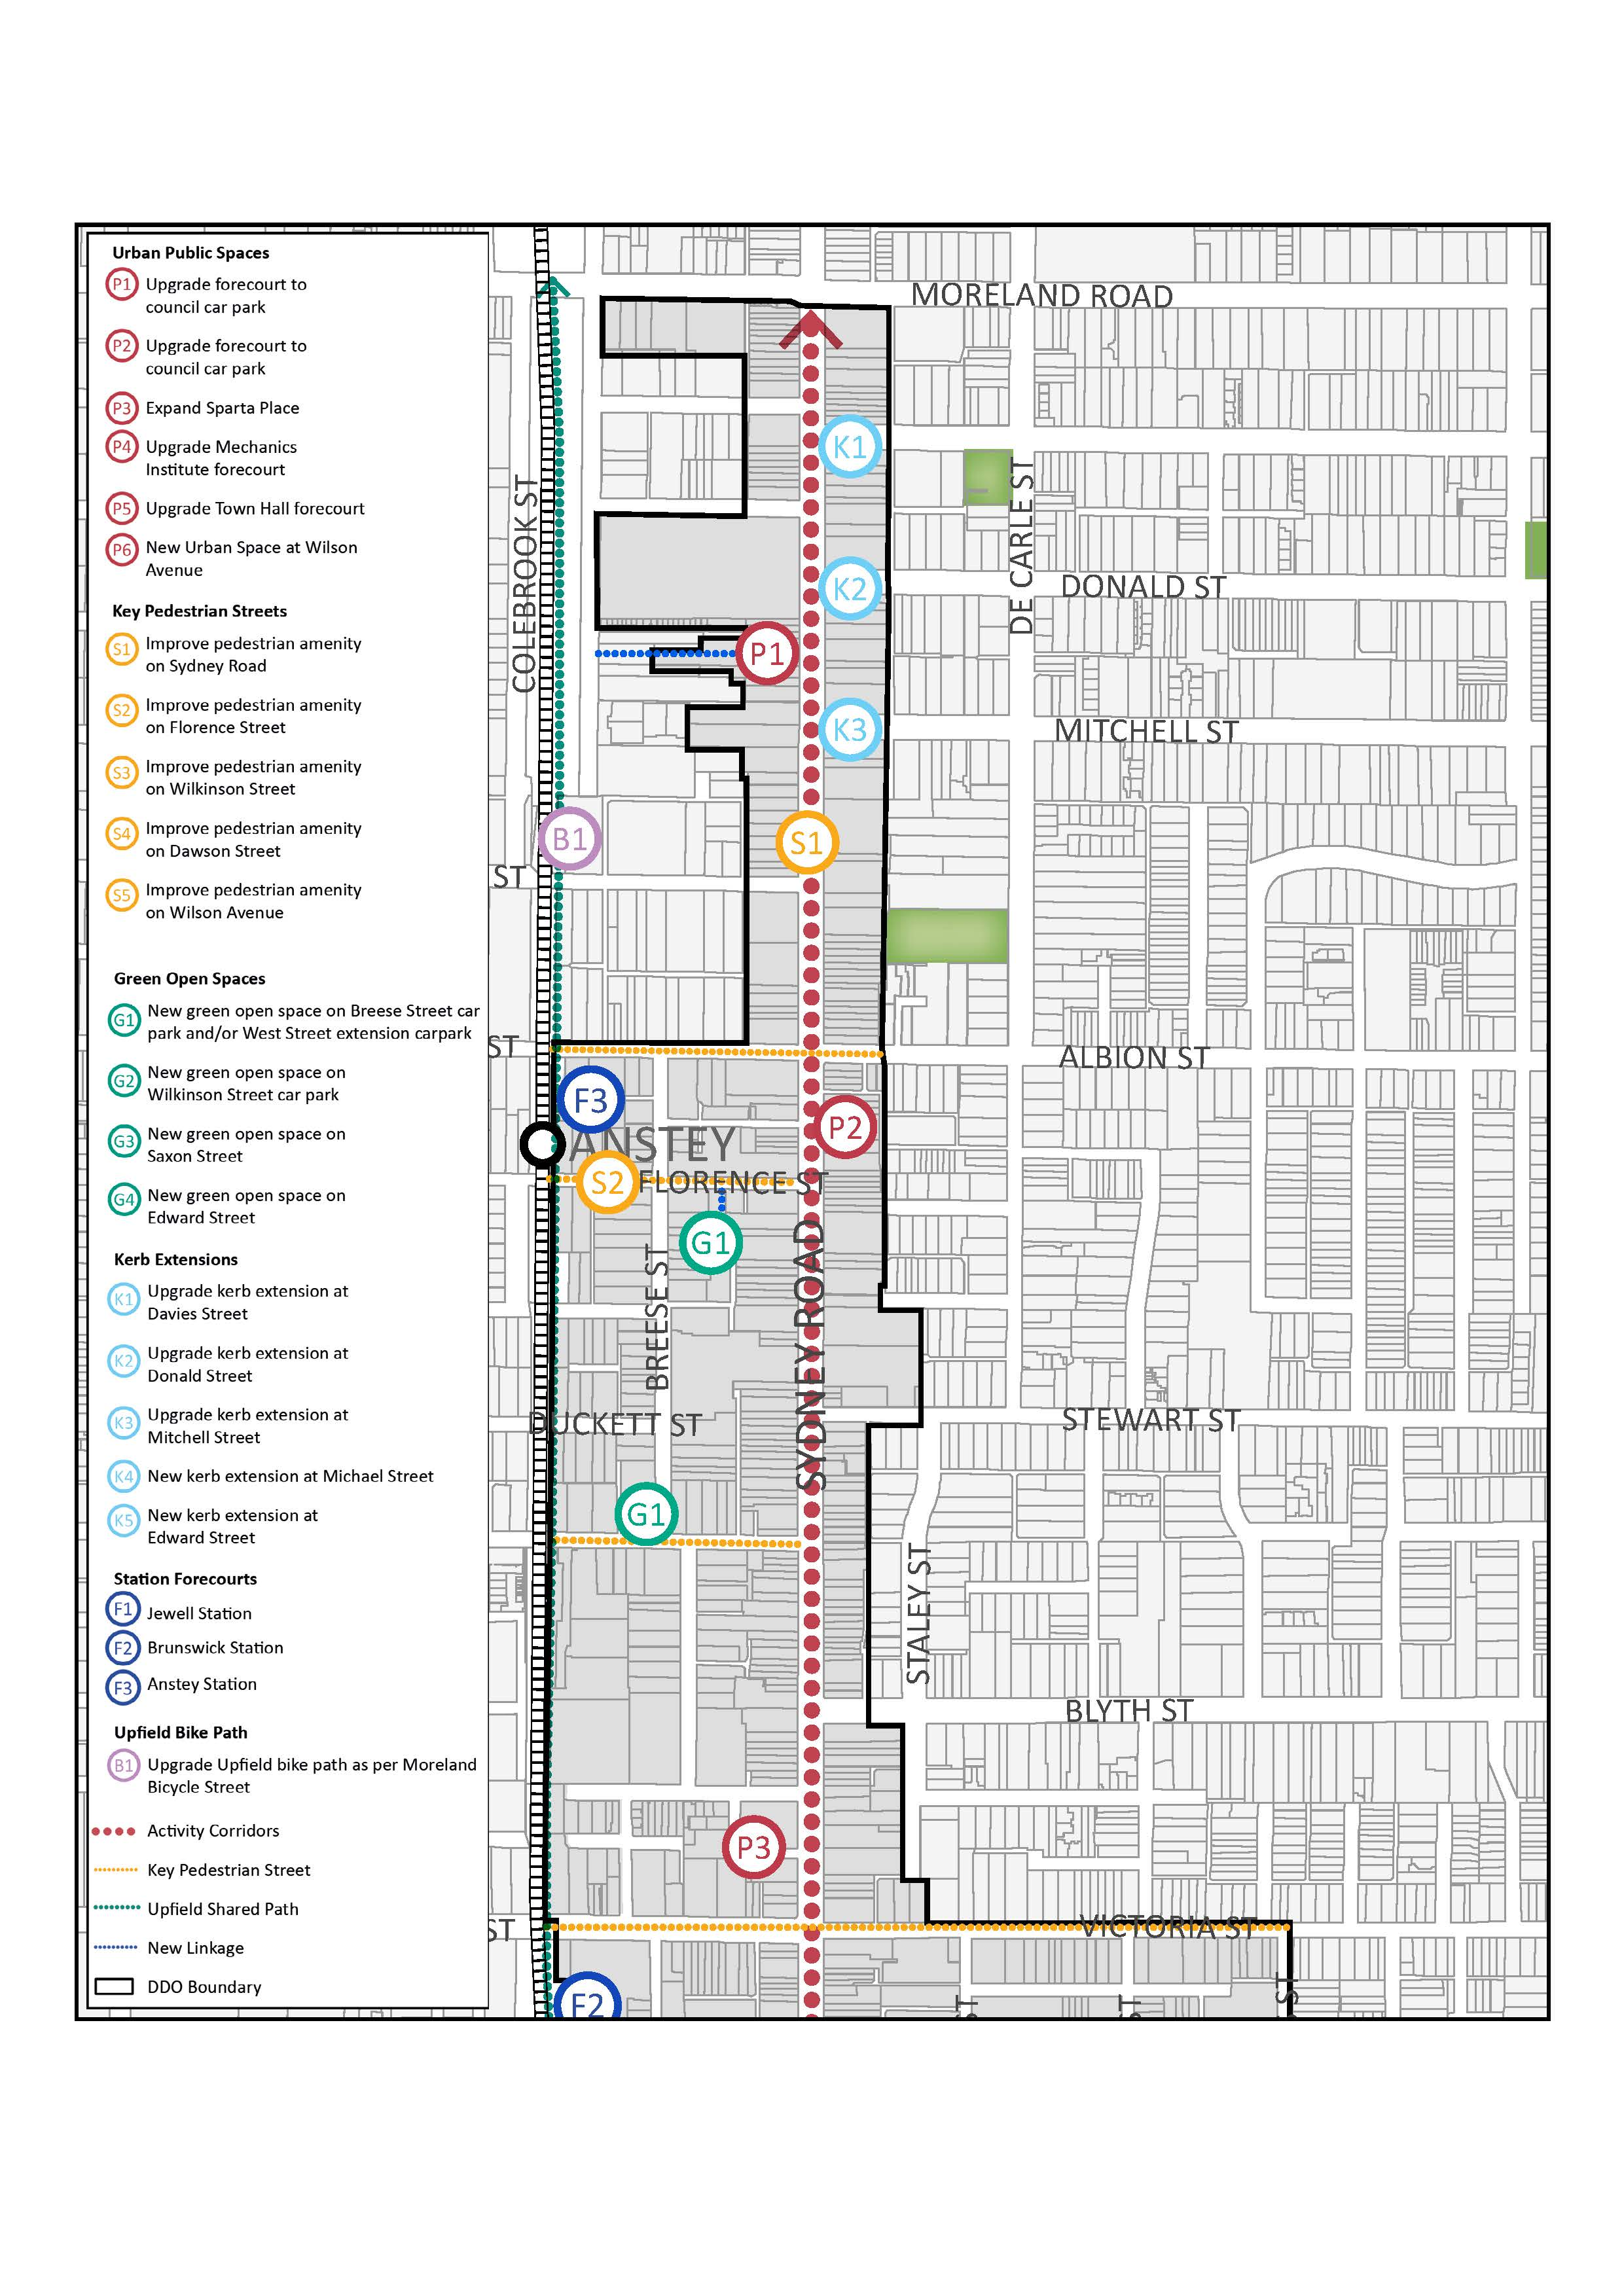 Urban Public Spaces
P1 Upgrade forecourt to
council car park
P2 Upgrade forecourt to
council car park
P3 Expand Sparta Place
P4 Upgrade Mechanics
Institute forecourt
P5 Upgrade Town Hall forecourt
P6 New Urban Space at Wilson
Avenue
Key Pedestrian Streets
S1 Improve pedestrian amenity
on Sydney Road
S2 Improve pedestrian amenity
on Florence Street
S3 Improve pedestrian amenity
on Wilkinson Street
S4 Improve pedestrian amenity
on Dawson Street
S5 Improve pedestrian amenity
on Wilson Avenue
Green Open Spaces
G1 New green open space on Breese Street car
park and/or West Street extension carpark
G2 New green open space on
Wilkinson Street car park
G3 New green open space on
Saxon Street
G4 New green open space on
Edward Street
Kerb Extensions
K1 Upgrade kerb extension at
Davies Street
K2 Upgrade kerb extension at
Donald Street
K3 Upgrade kerb extension at
Mitchell Street
K4 New kerb extension at Michael Street
K5 New kerb extension at
Edward Street
Station Forecourts
F1 Jewell Station
F2 Brunswick Station
F3 Anstey Station
Upfield Bike Path
B1 Upgrade Upfield bike path as per Moreland
Bicycle Street
Activity Corridors
Key Pedestrian Street
Upfield Shared Path
New Linkage
DDO Boundary
MORELAND ROAD
K1
COLEBROOK ST
DE CARLE ST
K2
DONALD ST
P1
K3
MITCHELL ST
B1
S1
ST
ST
ALBION ST
F3
P2
ANSTEY
S2
FLORENCE ST
G1
BREESE ST
SYDNEY ROAD
DUCKETT ST
STEWART ST
G1
STALEY ST
BLYTH ST
P3
ST
VICTORIA ST
F2
ST
ST
ST